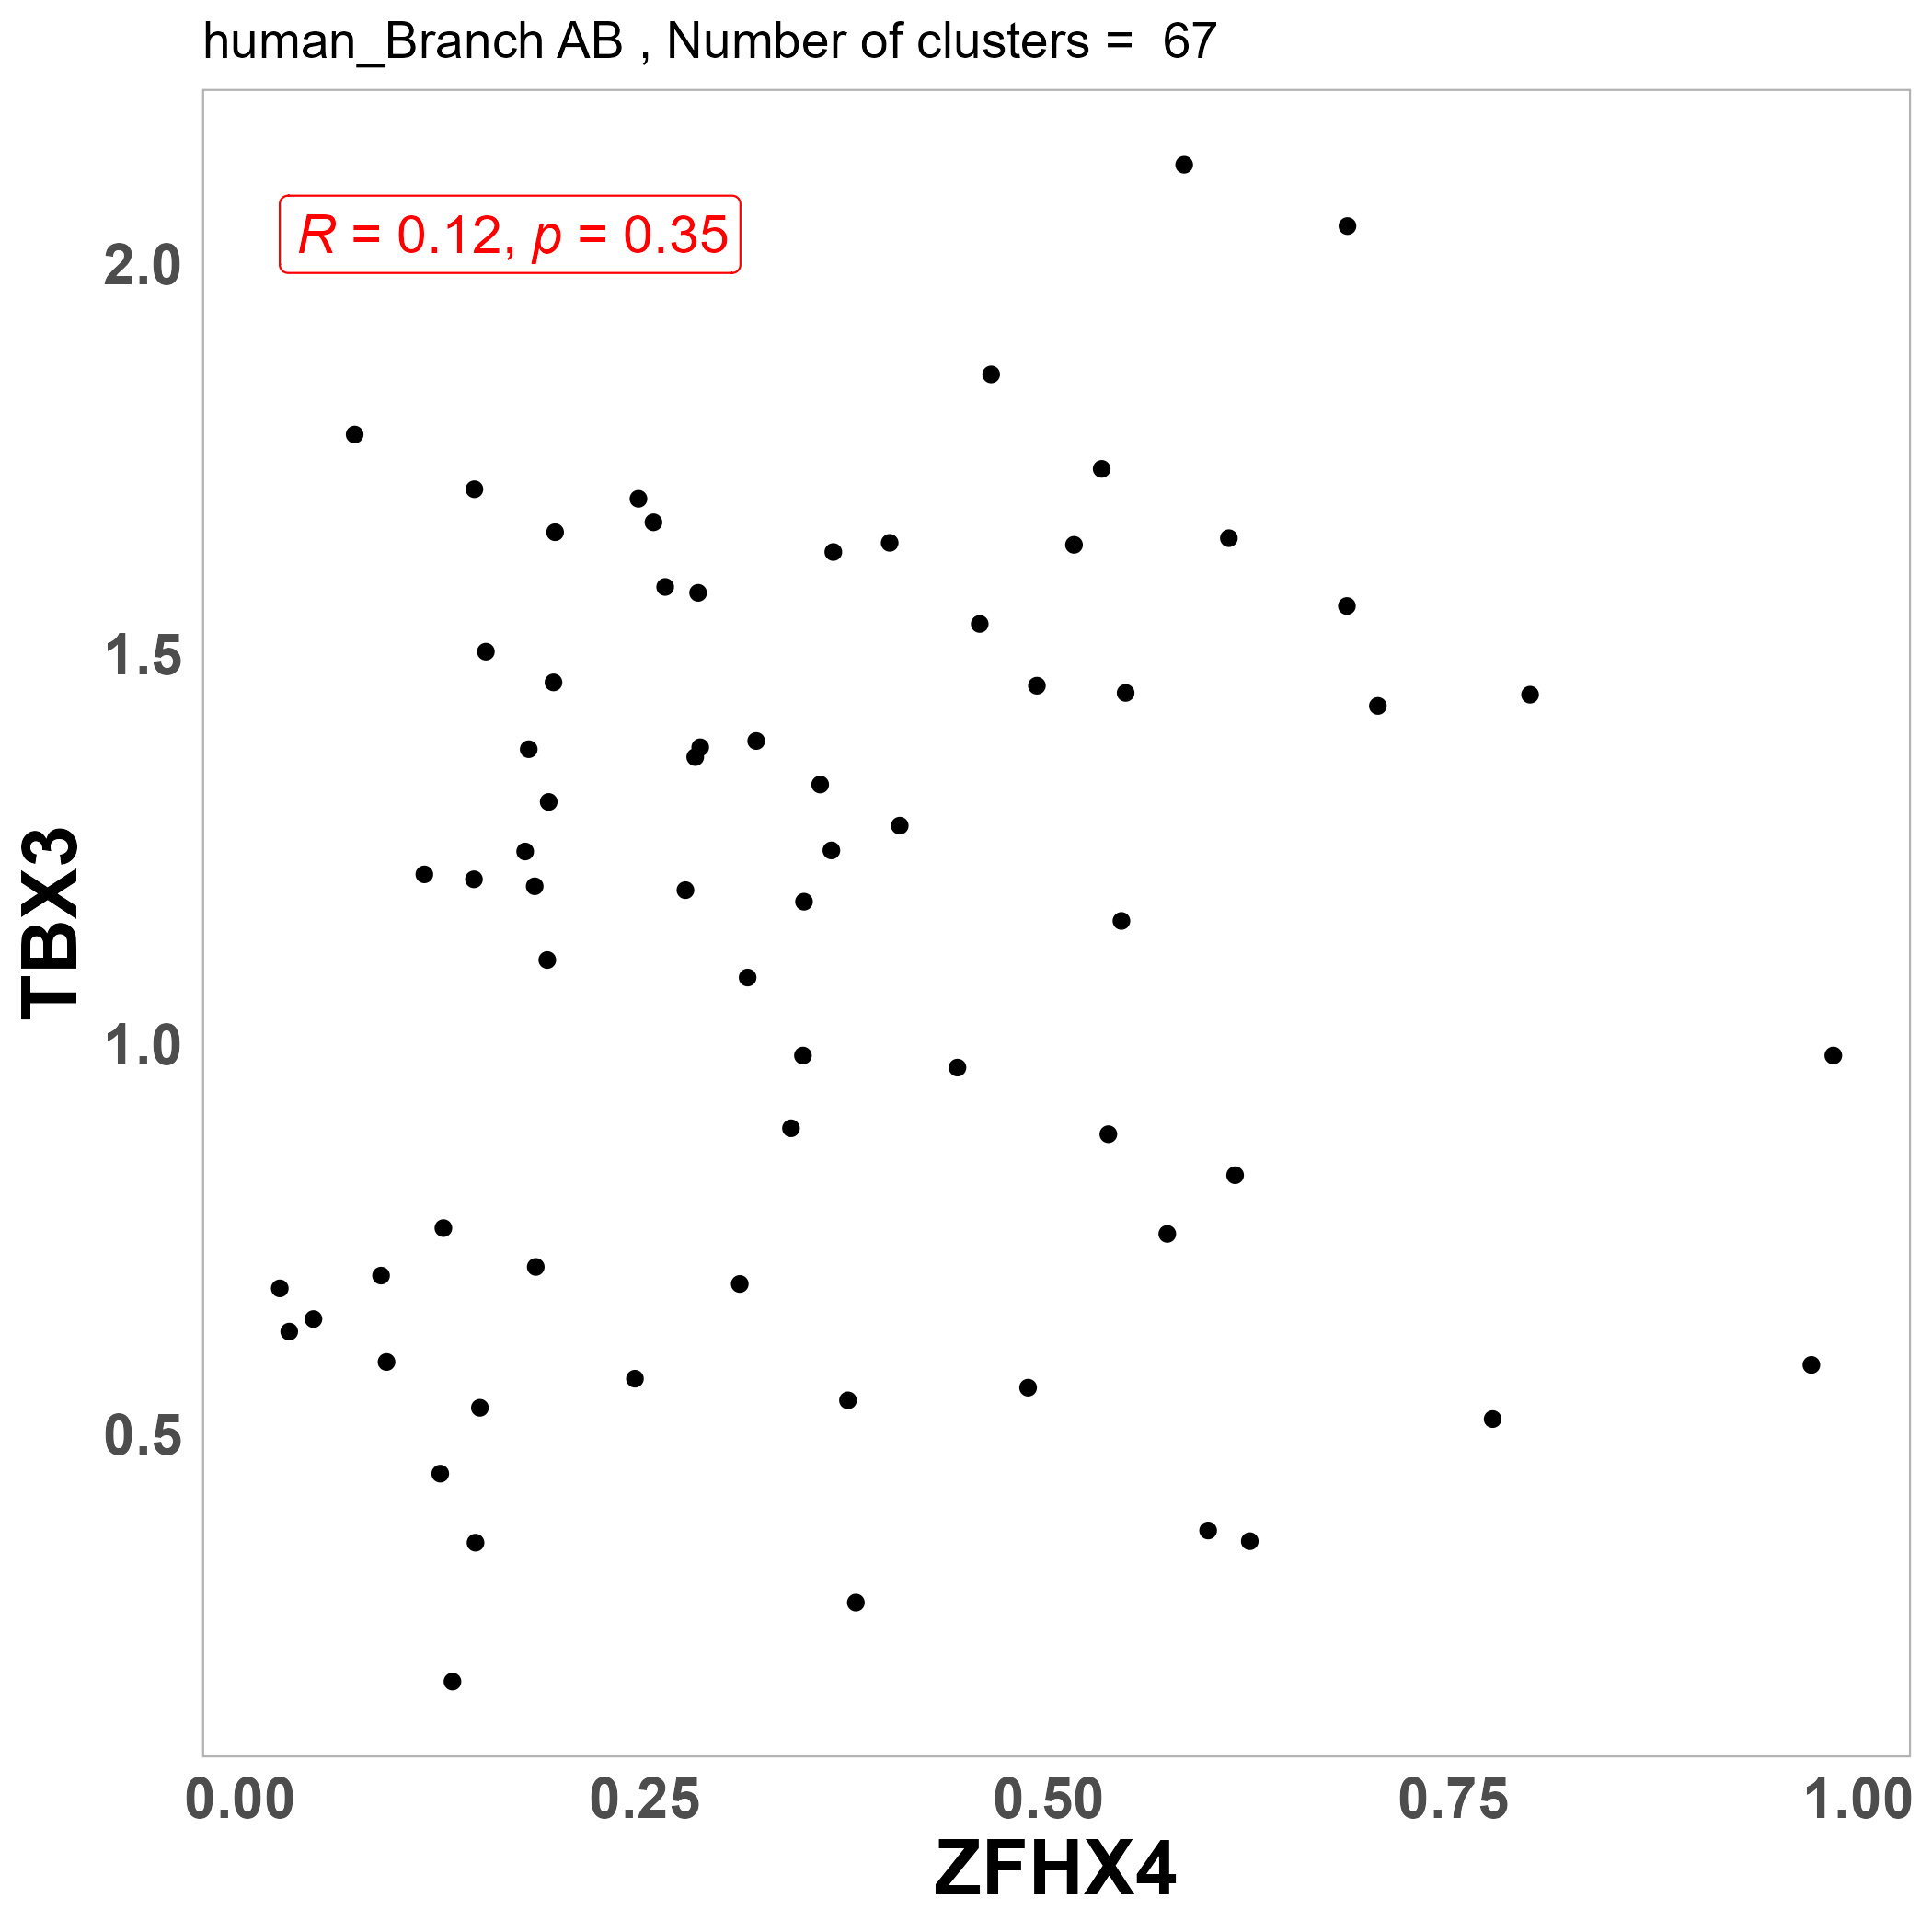 human_Branch AB , Number of clusters =  67
R = 0.12, p = 0.35
2.0
1.5
1.0
0.5
TBX3
0.00 0.25 0.50 0.75 1.00
ZFHX4